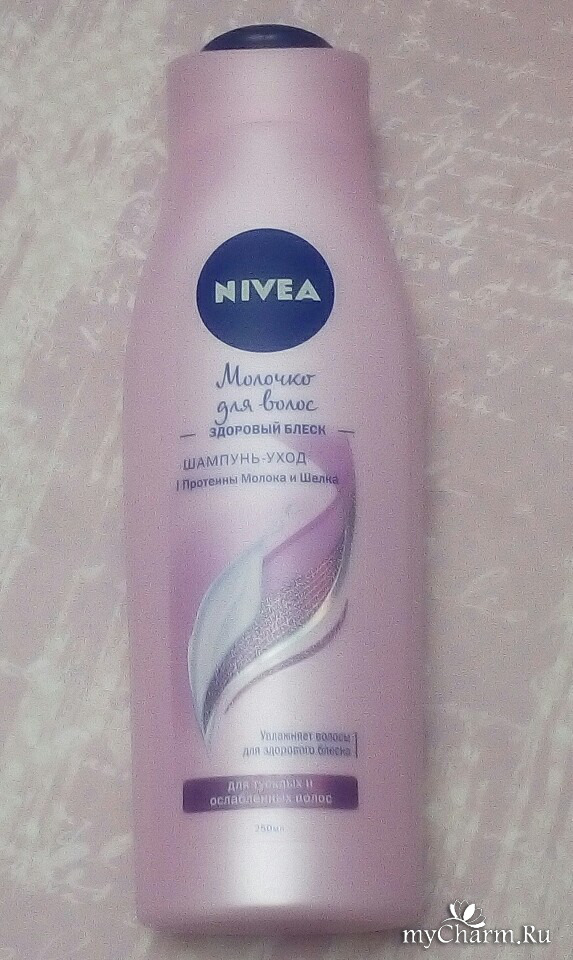 NIVEA
Молочко
для волос
ЗДОРОВЫЙ БЛЕСК
ШАМПУНЬ-УХОД
Протеины Молока и Шелка
Увлажняет волосы
для здорового блеска
для тусклых и
ослабленных волос
250мл
myCharm.Ru